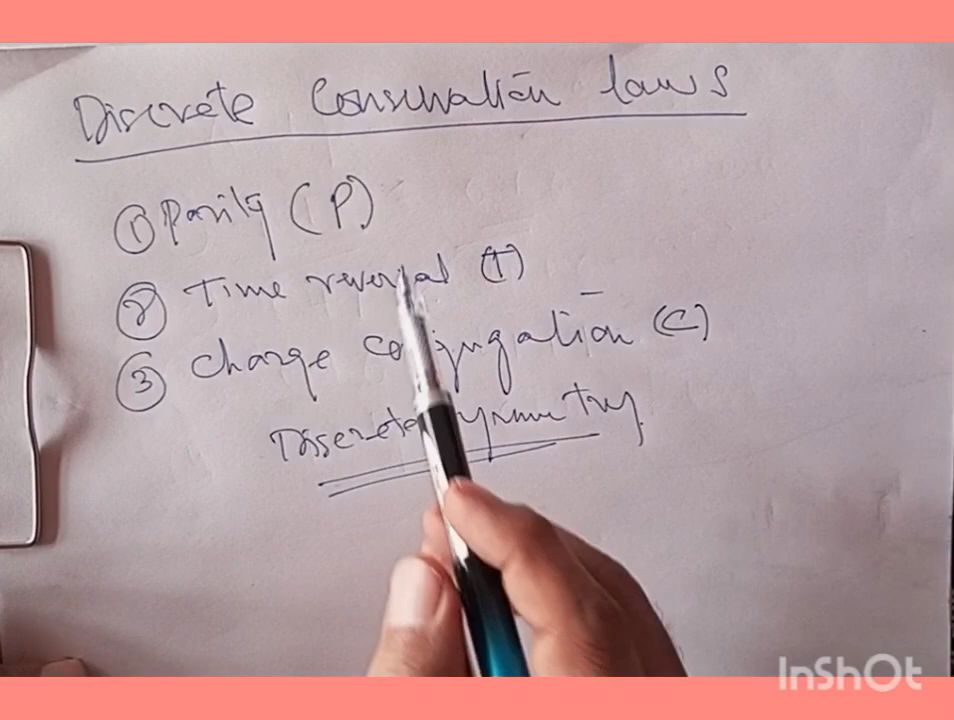 Discrete Conservation laws
① Parity (P)
② Time reversal (T)
③ Charge conjugation (C)
Discrete symmetry
InShOt